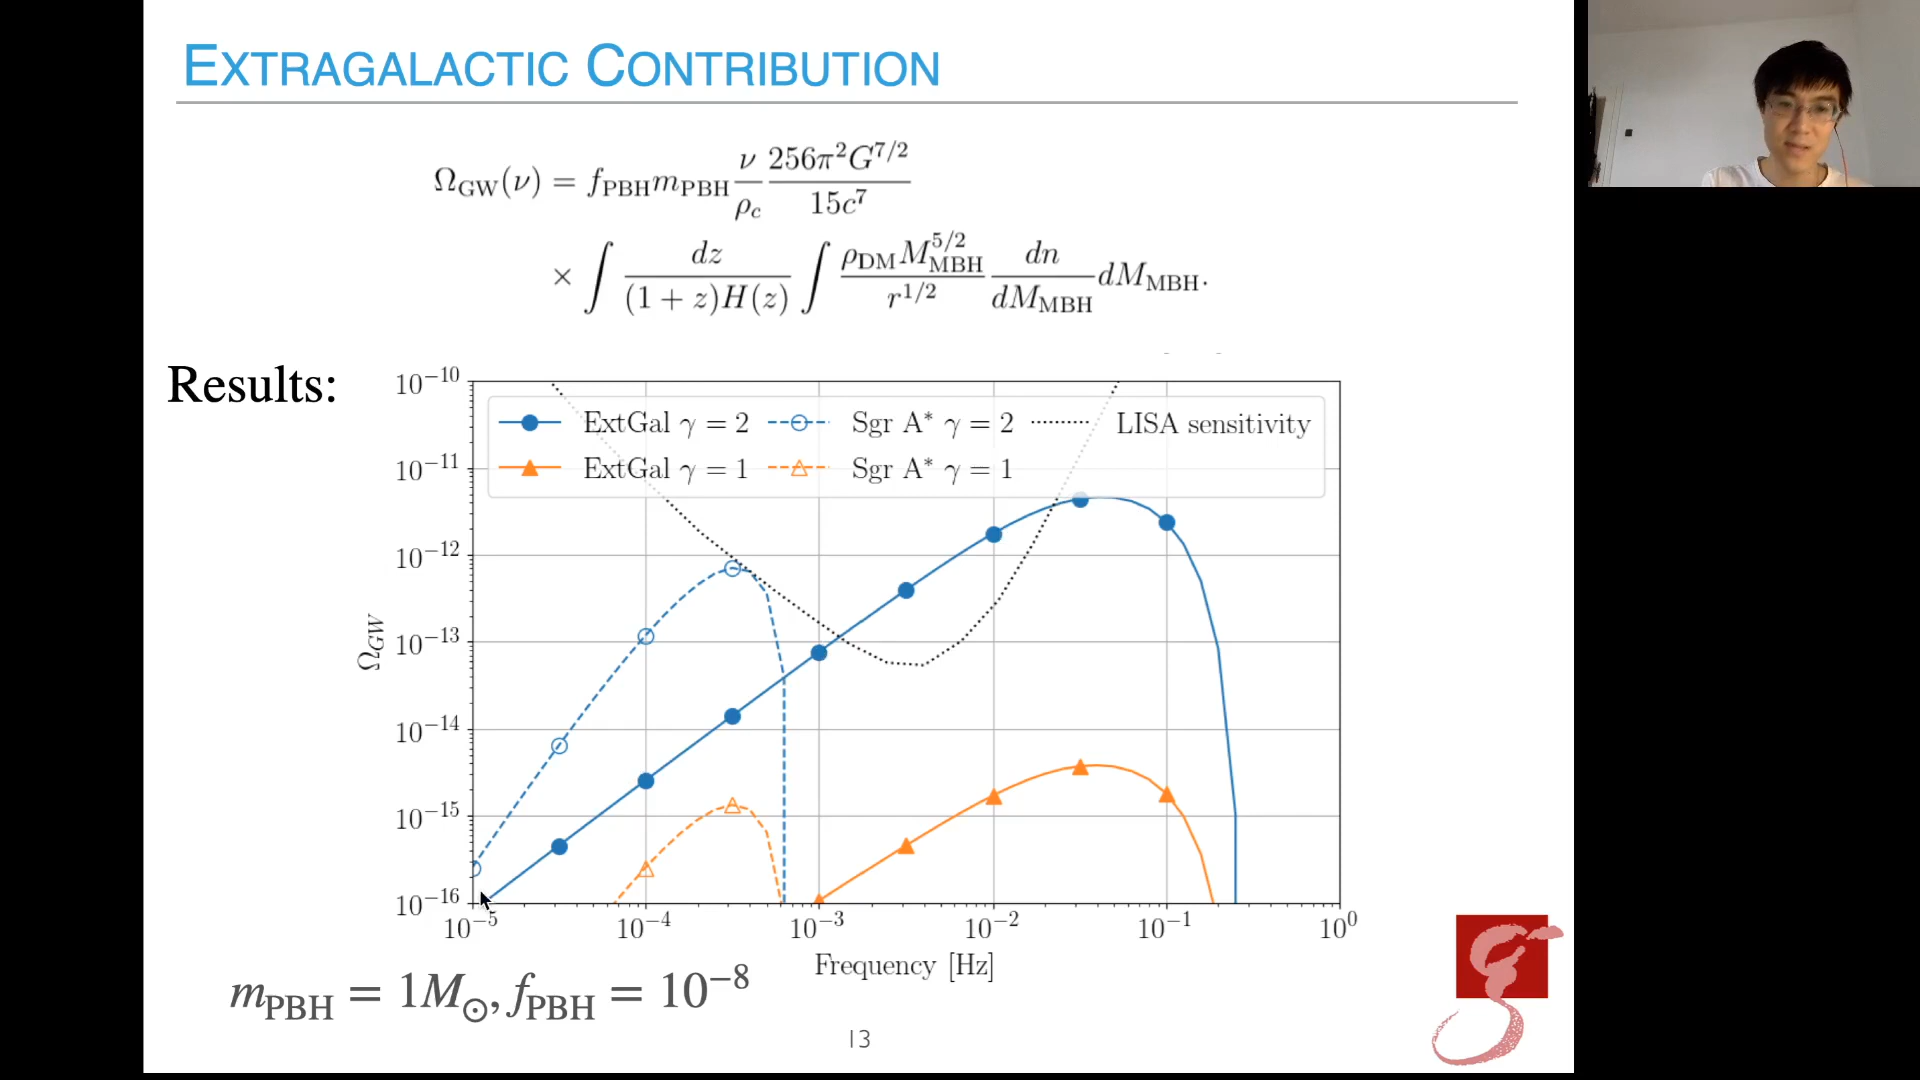 EXTRAGALACTIC CONTRIBUTION
Ω_GW(ν) = f_PBH m_PBH ν/ρ_c 256π²G^{7/2}/15c⁷
× ∫ dz/((1 + z)H(z)) ∫ ρ_DM M_MBH^{5/2}/r^{1/2} dn/dM_MBH dM_MBH.
Results:
ExtGal γ = 2
Sgr A* γ = 2
LISA sensitivity
ExtGal γ = 1
Sgr A* γ = 1
10⁻¹⁰
10⁻¹¹
10⁻¹²
10⁻¹³
10⁻¹⁴
10⁻¹⁵
10⁻¹⁶
Ω_GW
10⁻⁵ 10⁻⁴ 10⁻³ 10⁻² 10⁻¹ 10⁰
Frequency [Hz]
m_PBH = 1M_⊙, f_PBH = 10⁻⁸
13